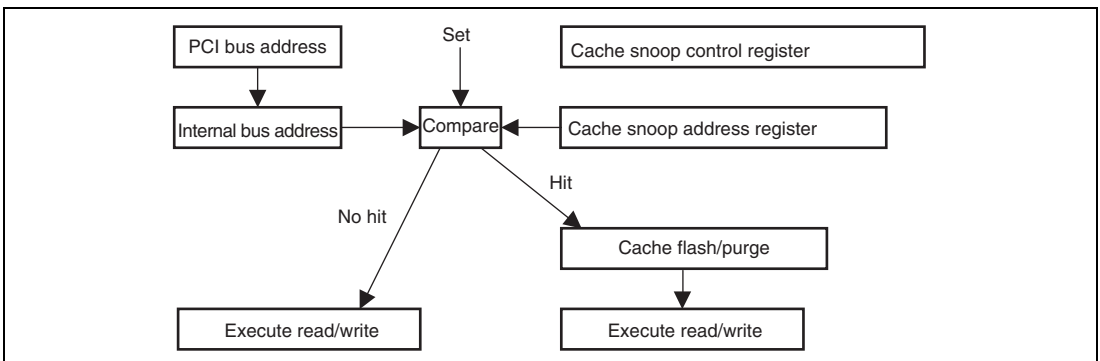 PCI bus address
Set
Cache snoop control register
Internal bus address
Compare
Cache snoop address register
Hit
No hit
Cache flash/purge
Execute read/write
Execute read/write